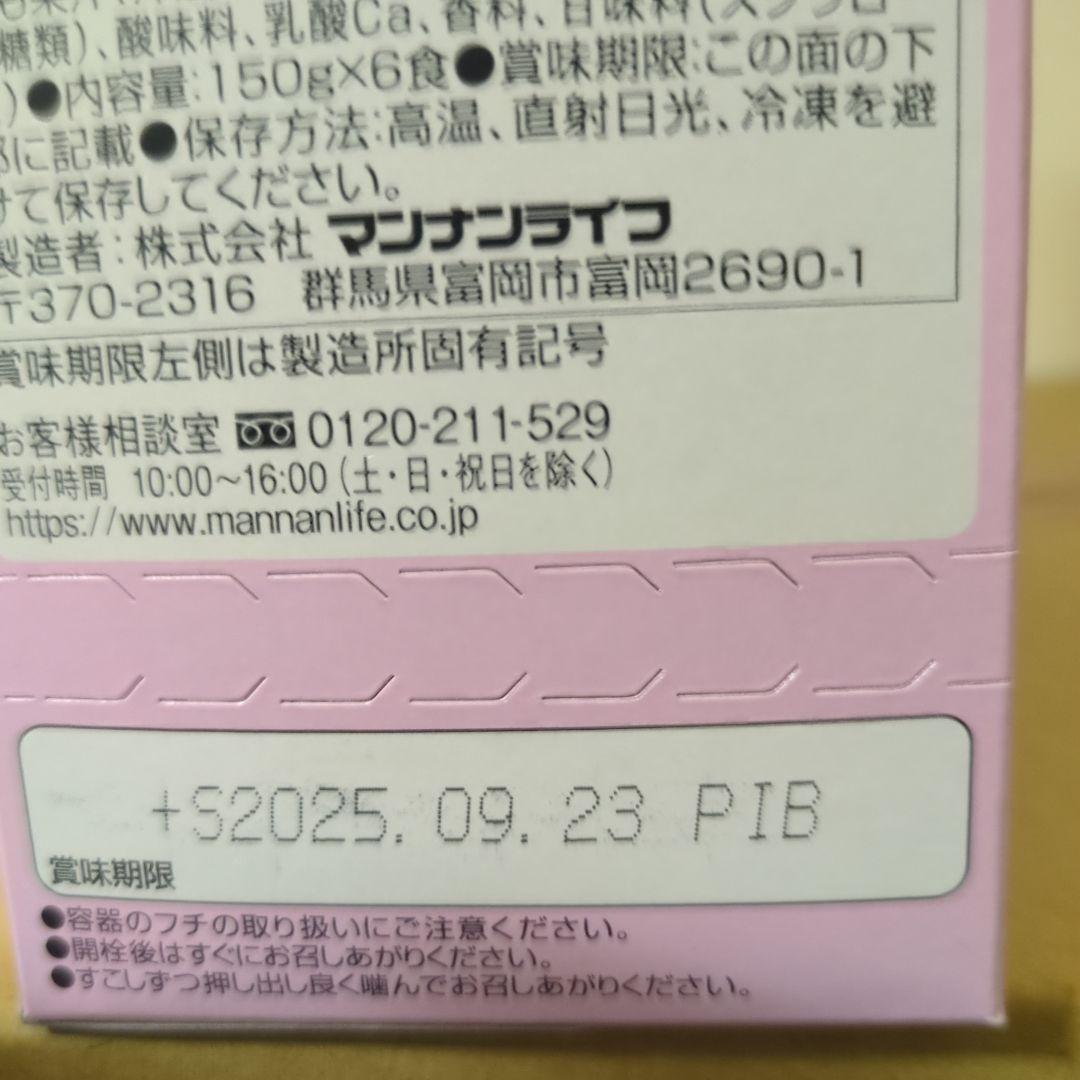 糖類)、酸味料、乳酸Ca、香料、甘味料(スクラロー
)●内容量:150g×6食●賞味期限:この面の下
部に記載●保存方法:高温、直射日光、冷凍を避
けて保存してください。
製造者:株式会社 マンナンライフ
〒370-2316 群馬県富岡市富岡2690-1
賞味期限左側は製造所固有記号
お客様相談室 0120-211-529
受付時間 10:00~16:00 (土・日・祝日を除く)
https://www.mannanlife.co.jp
+S2025.09.23 PIB
賞味期限
●容器のフチの取り扱いにご注意ください。
●開栓後はすぐにお召しあがりください。
●すこしずつ押し出し良く噛んでお召しあがりください。